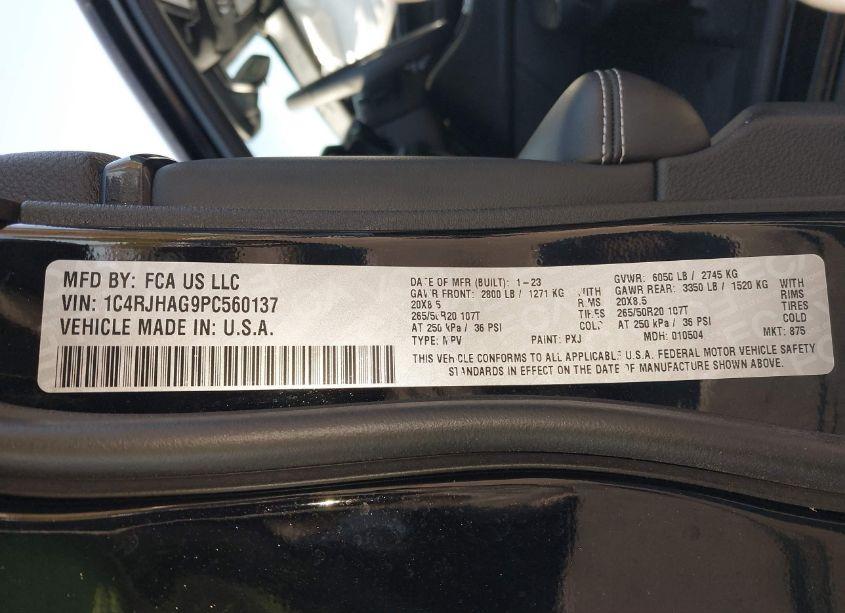 MFD BY: FCA US LLC
VIN: 1C4RJHAG9PC560137
VEHICLE MADE IN: U.S.A.
DATE OF MFR (BUILT): 1-23
GAWR FRONT: 2800 LB / 1271 KG WITH
20X8.5 RIMS
265/50R20 107T TIRES
AT 250 kPa / 36 PSI COLD
TYPE: MPV PAINT: PXJ
GVWR: 6050 LB / 2745 KG
GAWR REAR: 3350 LB / 1520 KG WITH
20X8.5 RIMS
265/50R20 107T TIRES
AT 250 kPa / 36 PSI COLD
MDH: 010504 MKT: 875
THIS VEHICLE CONFORMS TO ALL APPLICABLE U.S.A. FEDERAL MOTOR VEHICLE SAFETY
STANDARDS IN EFFECT ON THE DATE OF MANUFACTURE SHOWN ABOVE.